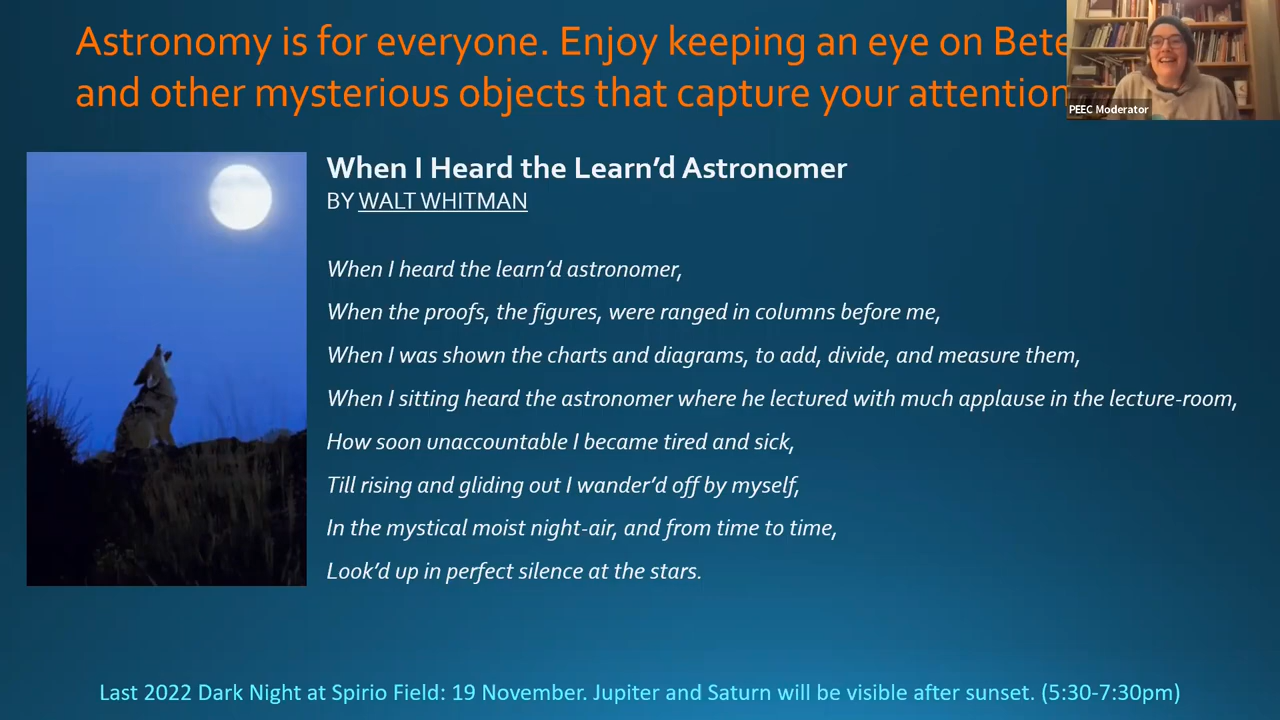 Astronomy is for everyone. Enjoy keeping an eye on Bete
and other mysterious objects that capture your attention
PEEC Moderator
When I Heard the Learn’d Astronomer
BY WALT WHITMAN
When I heard the learn’d astronomer,
When the proofs, the figures, were ranged in columns before me,
When I was shown the charts and diagrams, to add, divide, and measure them,
When I sitting heard the astronomer where he lectured with much applause in the lecture-room,
How soon unaccountable I became tired and sick,
Till rising and gliding out I wander’d off by myself,
In the mystical moist night-air, and from time to time,
Look’d up in perfect silence at the stars.
Last 2022 Dark Night at Spirio Field: 19 November. Jupiter and Saturn will be visible after sunset. (5:30-7:30pm)